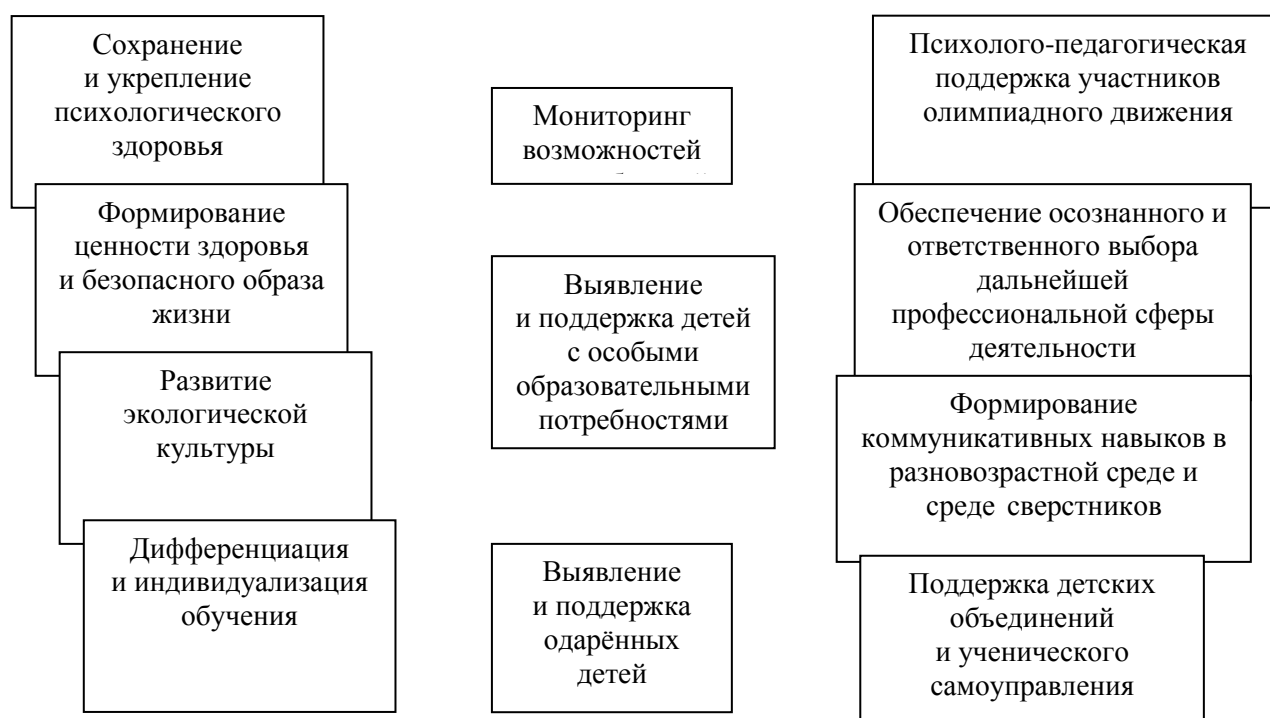 Сохранение
и укрепление
психологического
здоровья
Формирование
ценности здоровья
и безопасного образа
жизни
Развитие
экологической
культуры
Дифференциация
и индивидуализация
обучения
Мониторинг
возможностей
Выявление
и поддержка детей
с особыми
образовательными
потребностями
Выявление
и поддержка
одарённых
детей
Психолого-педагогическая
поддержка участников
олимпиадного движения
Обеспечение осознанного и
ответственного выбора
дальнейшей
профессиональной сферы
деятельности
Формирование
коммуникативных навыков в
разновозрастной среде и
среде сверстников
Поддержка детских
объединений
и ученического
самоуправления